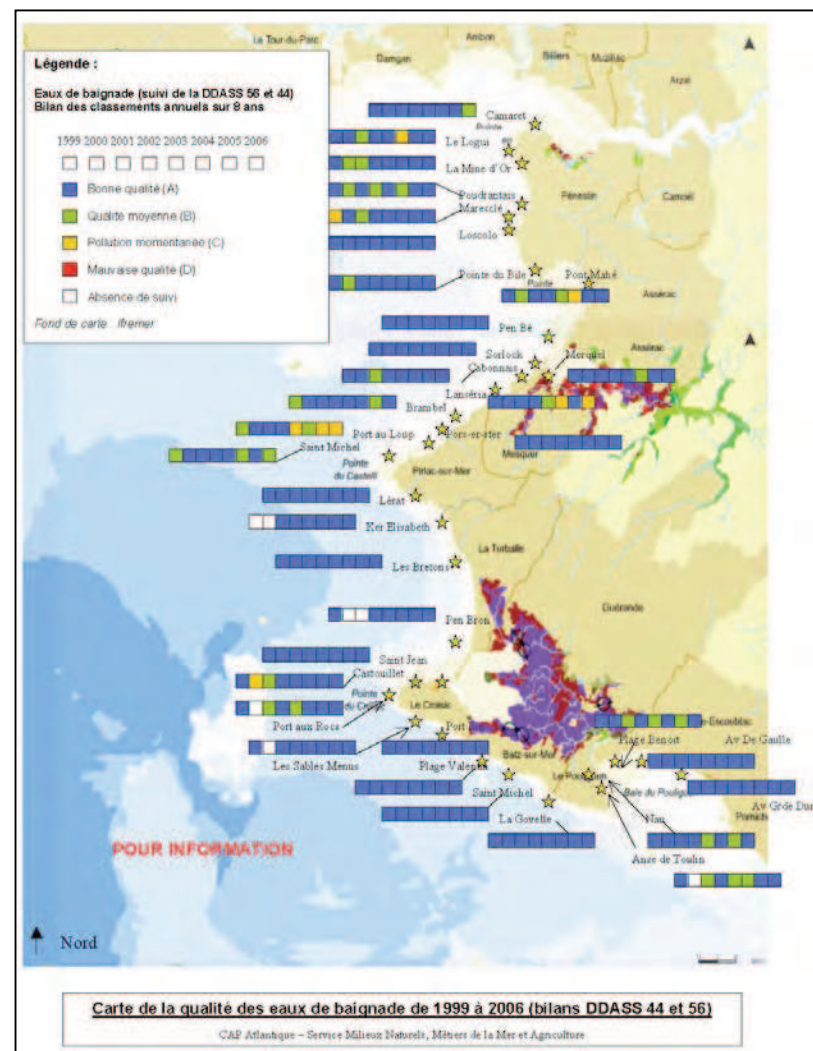 Le Tour-du-Parc
Ambon
Damgan
Billiers
Muzillac
Arzal
Légende :
Eaux de baignade (suivi de la DDASS 56 et 44)
Bilan des classements annuels sur 8 ans
1999 2000 2001 2002 2003 2004 2005 2006
Bonne qualité (A)
Qualité moyenne (B)
Pollution momentanée (C)
Mauvaise qualité (D)
Absence de suivi
Fond de carte Ifremer
Camaret
Pointe
Le Logui
La Mine d'Or
Poudrantais
Pénestin
Camoël
Maresclé
Loscolo
Pointe du Bile
Pont Mahé
Pointe
Assérac
Pen Bé
Sorlock
Merquel
Assérac
Cabonnais
Lanséria
Brambel
Port au Loup
Pors-er-ster
Saint Michel
Mesquer
Pointe
du Castelli
Piriac-sur-Mer
Lérat
Ker Elisabeth
La Turballe
Les Bretons
Guérande
Pen Bron
Saint Jean
Castouillet
Pointe
du Croisic
Le Croisic
Port aux Rocs
Port
Les Sables Menus
Batz-sur-Mer
Plage Benoit
Av De Gaulle
Plage Valentin
Le Pouliguen
Baie du Pouliguen
Saint Michel
Nau
La Govelle
Anse de Toulin
POUR INFORMATION
Nord
Carte de la qualité des eaux de baignade de 1999 à 2006 (bilans DDASS 44 et 56)
CAP Atlantique – Service Milieux Naturels, Métiers de la Mer et Agriculture